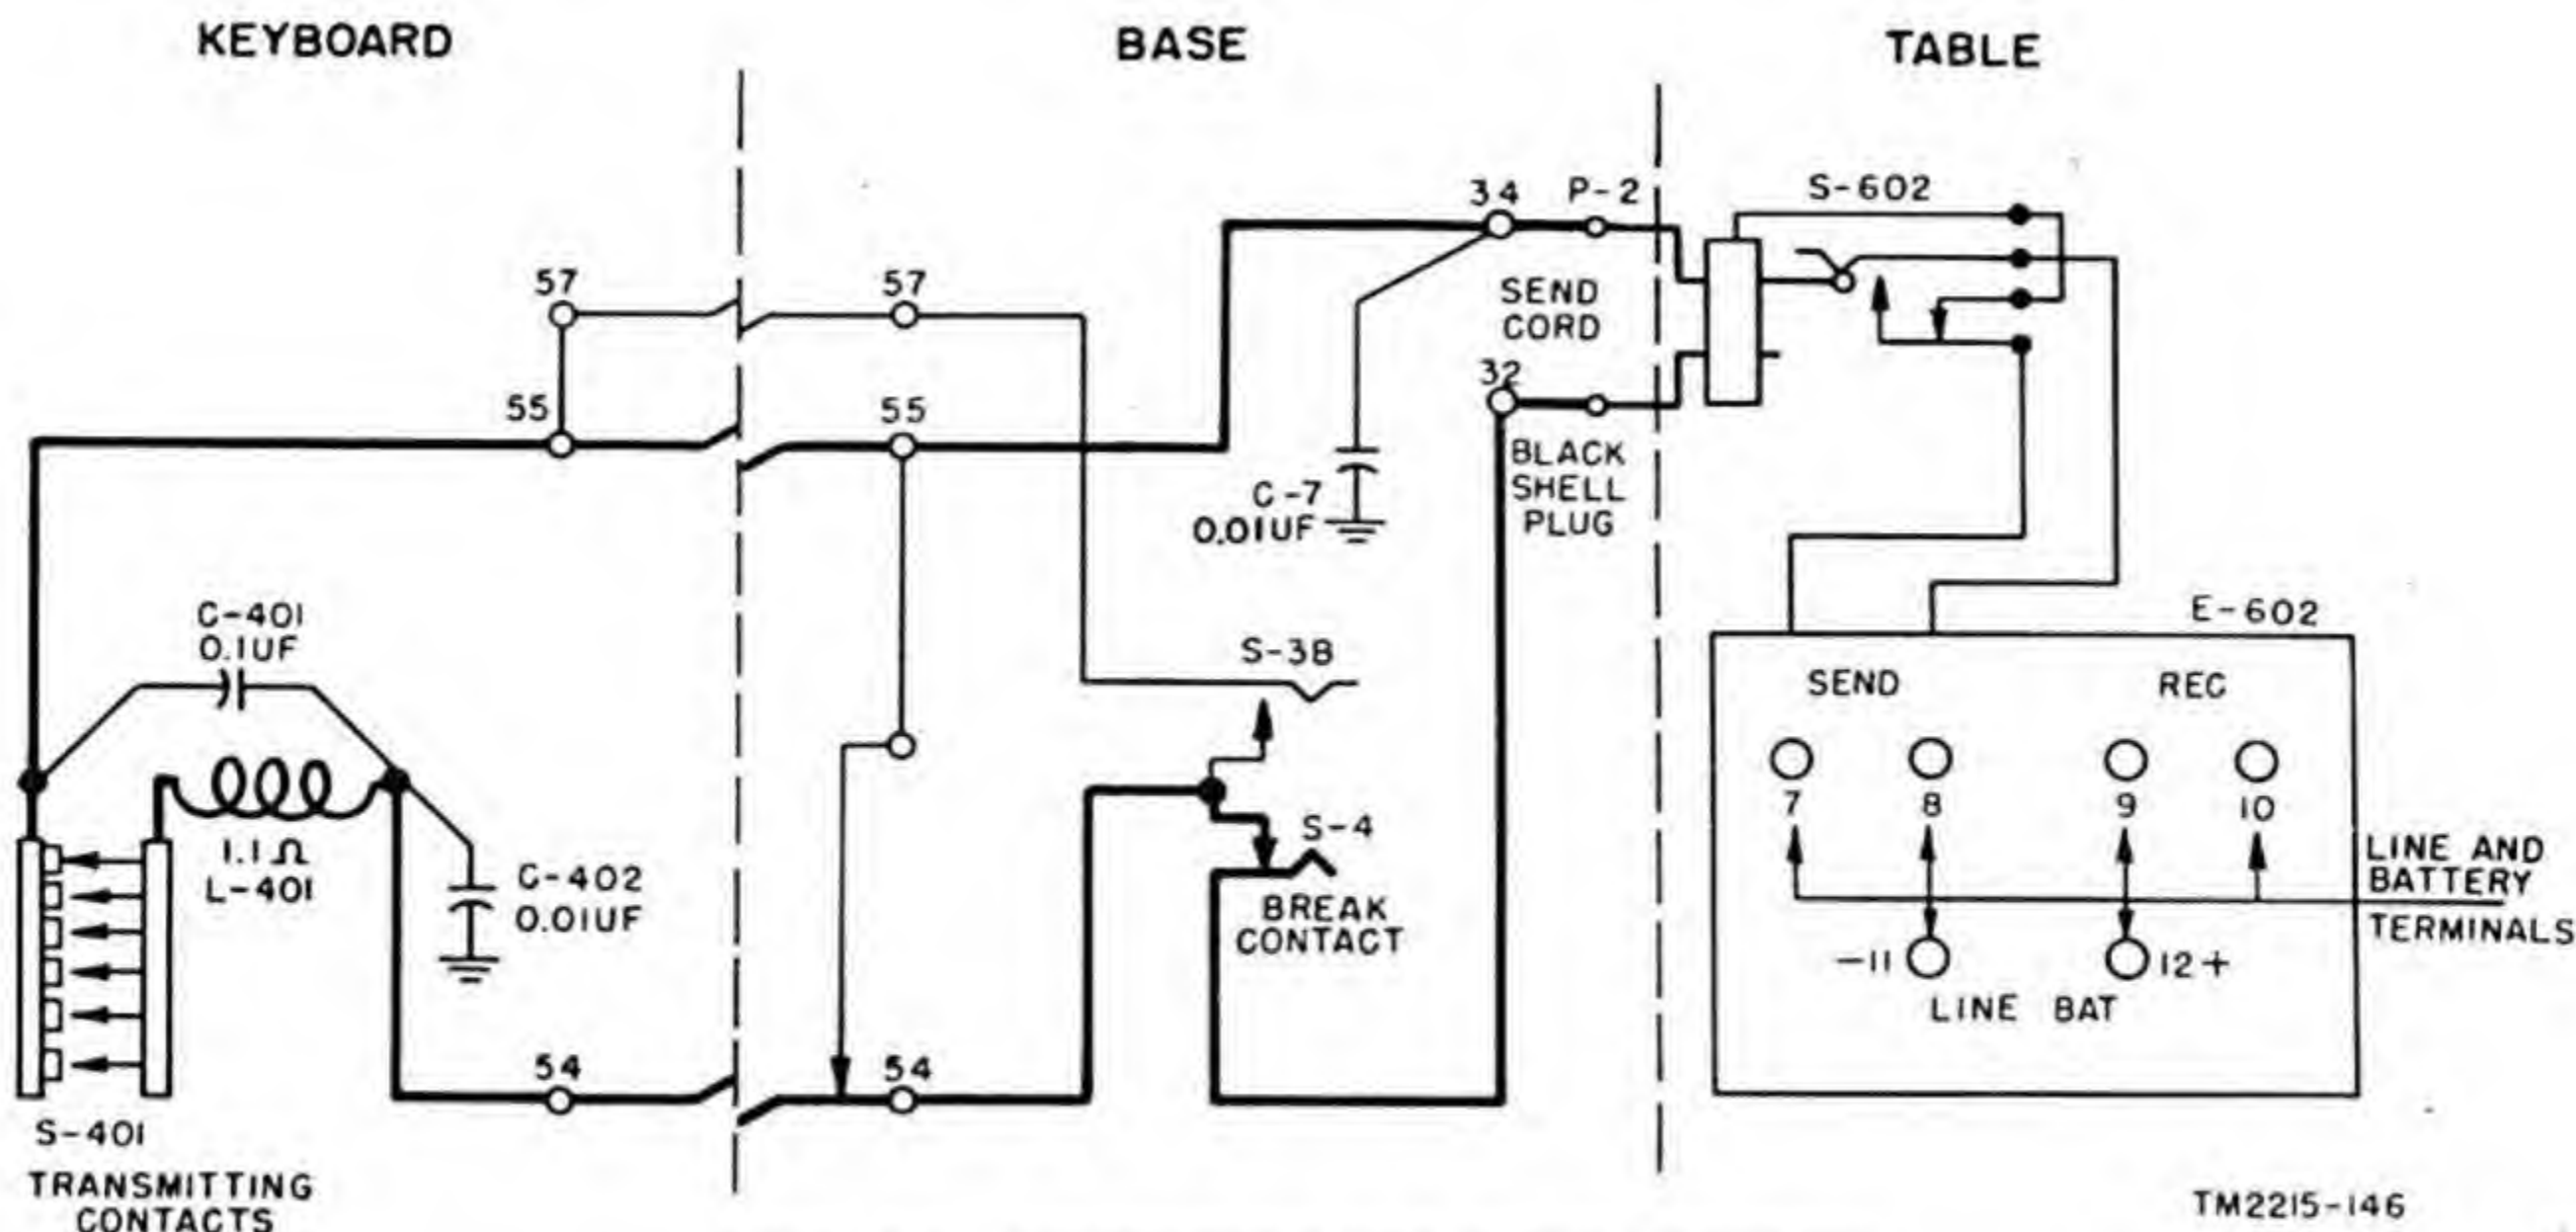 KEYBOARD
BASE
TABLE
34
P-2
S-602
57
57
SEND
CORD
32
55
55
BLACK
SHELL
PLUG
C-7
0.01UF
C-401
0.1UF
E-602
S-3B
SEND
REC
7
8
9
10
S-4
1.1Ω
L-401
C-402
0.01UF
LINE AND
BATTERY
TERMINALS
BREAK
CONTACT
-11
12+
LINE BAT
54
54
S-401
TRANSMITTING
CONTACTS
TM2215-146